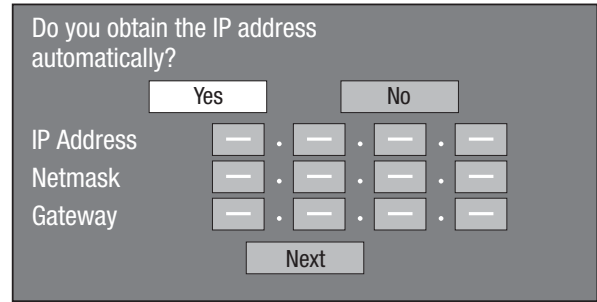 Do you obtain the IP address
automatically?
Yes No
IP Address — . — . — . —
Netmask — . — . — . —
Gateway — . — . — . —
Next